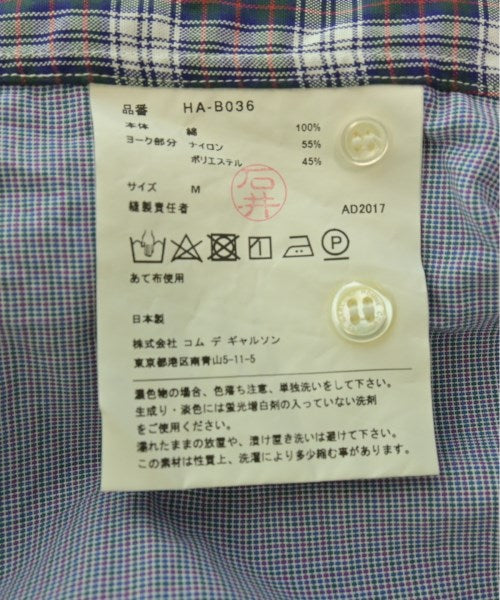 品番 HA-B036
本体 綿 100%
ヨーク部分 ナイロン 55%
ポリエステル 45%
石井
サイズ M
縫製責任者 AD2017
あて布使用
日本製
株式会社 コム デ ギャルソン
東京都港区南青山5-11-5
濃色物の場合、色落ち注意、単独洗いをして下さい。
生成り・淡色には蛍光増白剤の入っていない洗剤
をご使用ください。
濡れたままの放置や、漬け置き洗いは避けて下さい。
この素材は性質上、洗濯により多少縮む事があります。